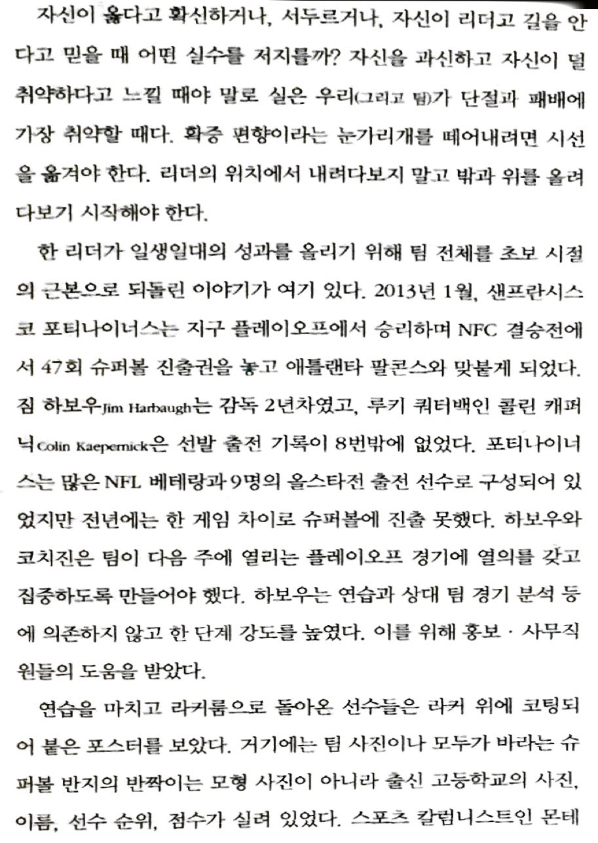 자신이 옳다고 확신하거나, 서두르거나, 자신이 리더고 길을 안
다고 믿을 때 어떤 실수를 저지를까? 자신을 과신하고 자신이 덜
취약하다고 느낄 때야 말로 실은 우리(그리고 팀)가 단절과 패배에
가장 취약할 때다. 확증 편향이라는 눈가리개를 떼어내려면 시선
을 옮겨야 한다. 리더의 위치에서 내려다보지 말고 밖과 위를 올려
다보기 시작해야 한다.
한 리더가 일생일대의 성과를 올리기 위해 팀 전체를 초보 시절
의 근본으로 되돌린 이야기가 여기 있다. 2013년 1월, 샌프란시스
코 포티나이너스는 지구 플레이오프에서 승리하며 NFC 결승전에
서 47회 슈퍼볼 진출권을 놓고 애틀랜타 팔콘스와 맞붙게 되었다.
짐 하보우Jim Harbaugh는 감독 2년차였고, 루키 쿼터백인 콜린 캐퍼
닉Colin Kaepernick은 선발 출전 기록이 8번밖에 없었다. 포티나이너
스는 많은 NFL 베테랑과 9명의 올스타전 출전 선수로 구성되어 있
었지만 전년에는 한 게임 차이로 슈퍼볼에 진출 못했다. 하보우와
코치진은 팀이 다음 주에 열리는 플레이오프 경기에 열의를 갖고
집중하도록 만들어야 했다. 하보우는 연습과 상대 팀 경기 분석 등
에 의존하지 않고 한 단계 강도를 높였다. 이를 위해 홍보·사무직
원들의 도움을 받았다.
연습을 마치고 라커룸으로 돌아온 선수들은 라커 위에 코팅되
어 붙은 포스터를 보았다. 거기에는 팀 사진이나 모두가 바라는 슈
퍼볼 반지의 반짝이는 모형 사진이 아니라 출신 고등학교의 사진,
이름, 선수 순위, 점수가 실려 있었다. 스포츠 칼럼니스트인 몬테